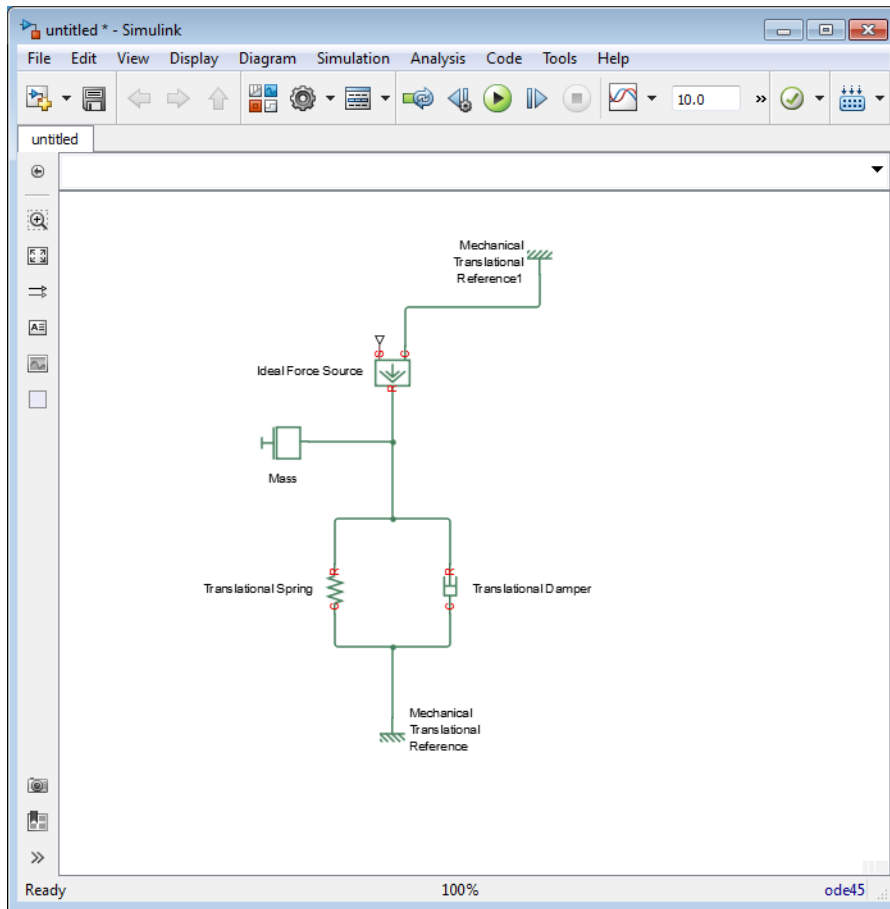 untitled * - Simulink
File Edit View Display Diagram Simulation Analysis Code Tools Help
10.0 »
untitled
Mechanical
Translational
Reference1
S C
Ideal Force Source
R
Mass
R R
Translational Spring Translational Damper
C C
Mechanical
Translational
Reference
Ready 100% ode45